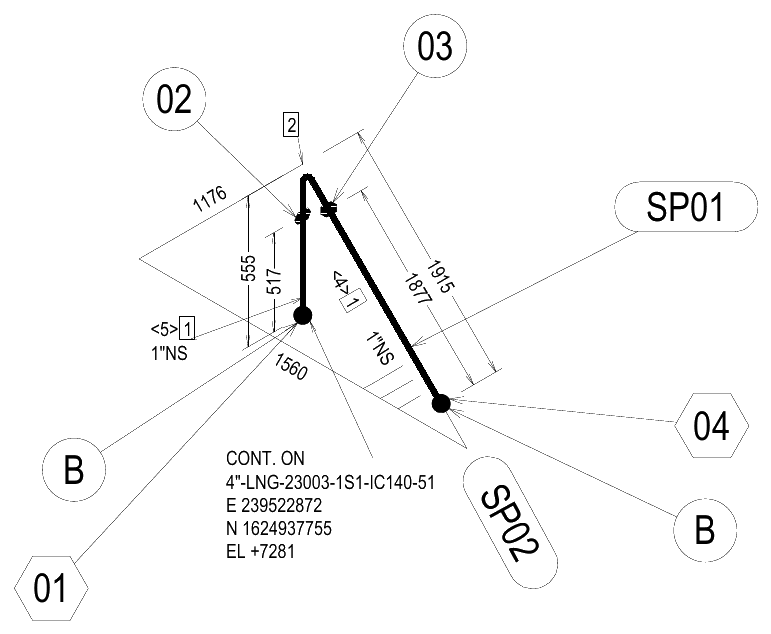 03
02
2
1176
SP01
555
517
1915
1877
<4>1
<5>1
1"NS
1"NS
1560
04
B
CONT. ON
4"-LNG-23003-1S1-IC140-51
E 239522872
N 1624937755
EL +7281
SP02
B
01